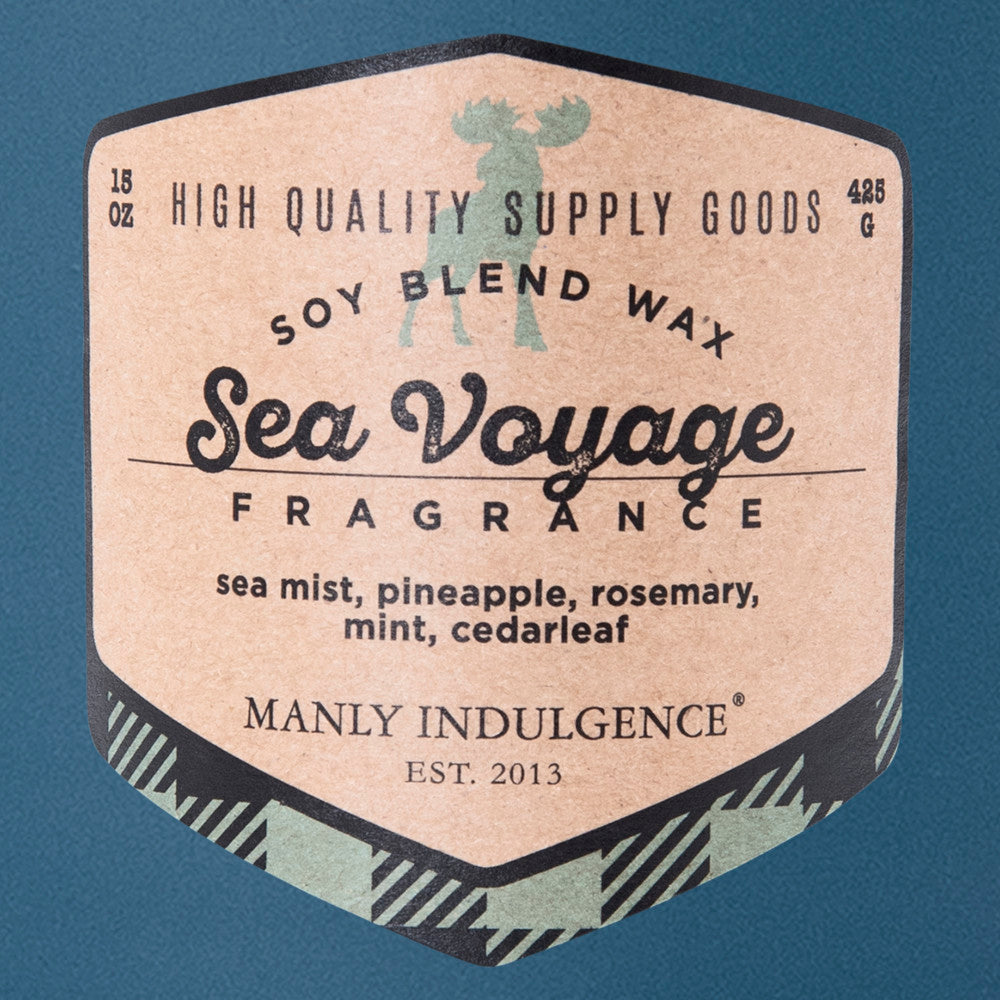 15 OZ
HIGH QUALITY SUPPLY GOODS
425 G
SOY BLEND WAX
Sea Voyage
FRAGRANCE
sea mist, pineapple, rosemary,
mint, cedarleaf
MANLY INDULGENCE®
EST. 2013